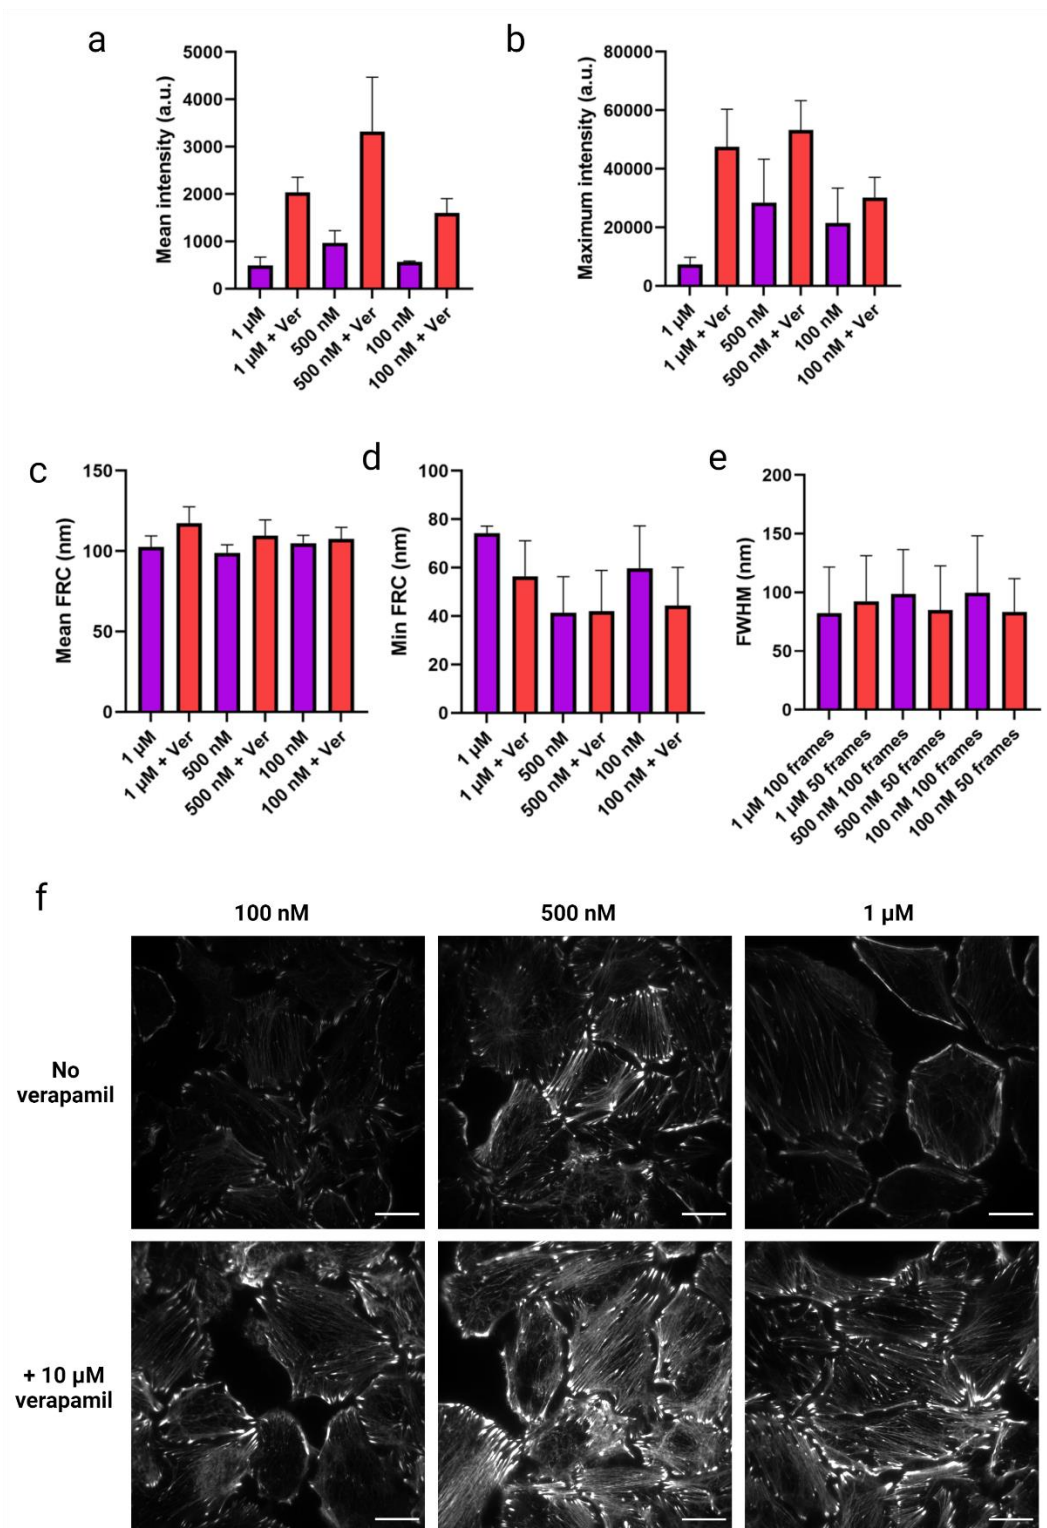 a
Mean intensity (a.u.)
5000
4000
3000
2000
1000
0
1 µM
1 µM + Ver
500 nM
500 nM + Ver
100 nM
100 nM + Ver
b
Maximum intensity (a.u.)
80000
60000
40000
20000
0
1 µM
1 µM + Ver
500 nM
500 nM + Ver
100 nM
100 nM + Ver
c
Mean FRC (nm)
150
100
50
0
1 µM
1 µM + Ver
500 nM
500 nM + Ver
100 nM
100 nM + Ver
d
Min FRC (nm)
100
80
60
40
20
0
1 µM
1 µM + Ver
500 nM
500 nM + Ver
100 nM
100 nM + Ver
e
FWHM (nm)
200
150
100
50
0
1 µM 100 frames
1 µM 50 frames
500 nM 100 frames
500 nM 50 frames
100 nM 100 frames
100 nM 50 frames
f
100 nM
500 nM
1 µM
No
verapamil
+ 10 µM
verapamil